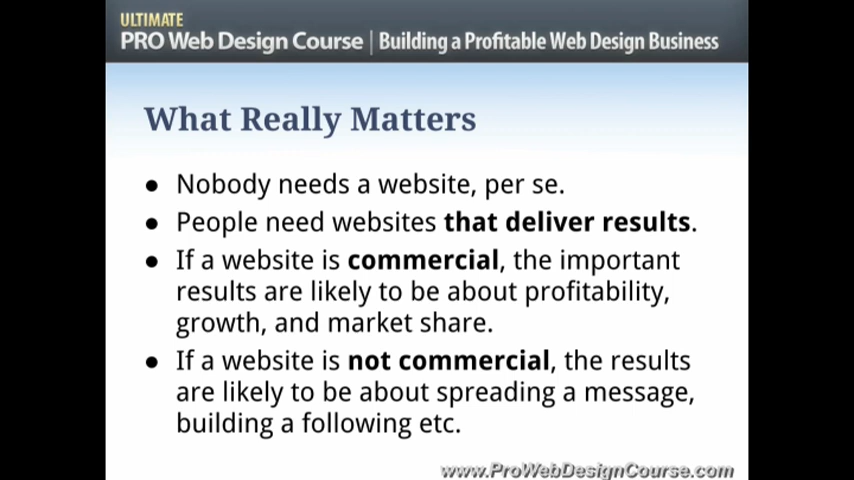 ULTIMATE
PRO Web Design Course | Building a Profitable Web Design Business
What Really Matters
● Nobody needs a website, per se.
● People need websites that deliver results.
● If a website is commercial, the important
results are likely to be about profitability,
growth, and market share.
● If a website is not commercial, the results
are likely to be about spreading a message,
building a following etc.
www.ProWebDesignCourse.com